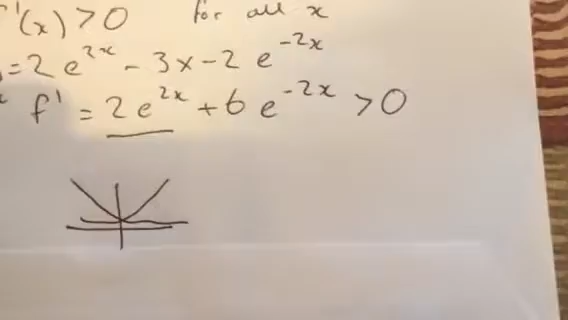 '(x) > 0 for all x
= 2e^{2x} - 3x - 2e^{-2x}
f' = 2e^{2x} + 6e^{-2x} > 0